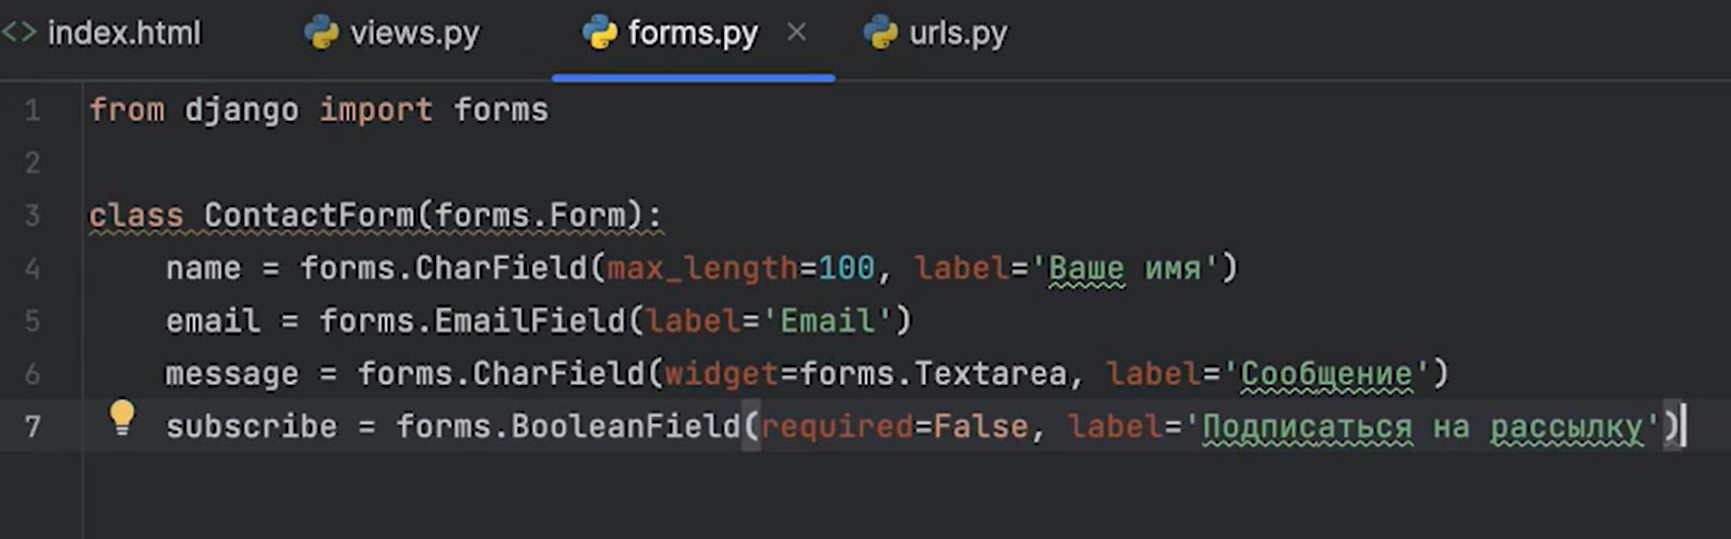 index.html views.py forms.py urls.py
1 from django import forms
2
3 class ContactForm(forms.Form):
4 name = forms.CharField(max_length=100, label='Ваше имя')
5 email = forms.EmailField(label='Email')
6 message = forms.CharField(widget=forms.Textarea, label='Сообщение')
7 subscribe = forms.BooleanField(required=False, label='Подписаться на рассылку')